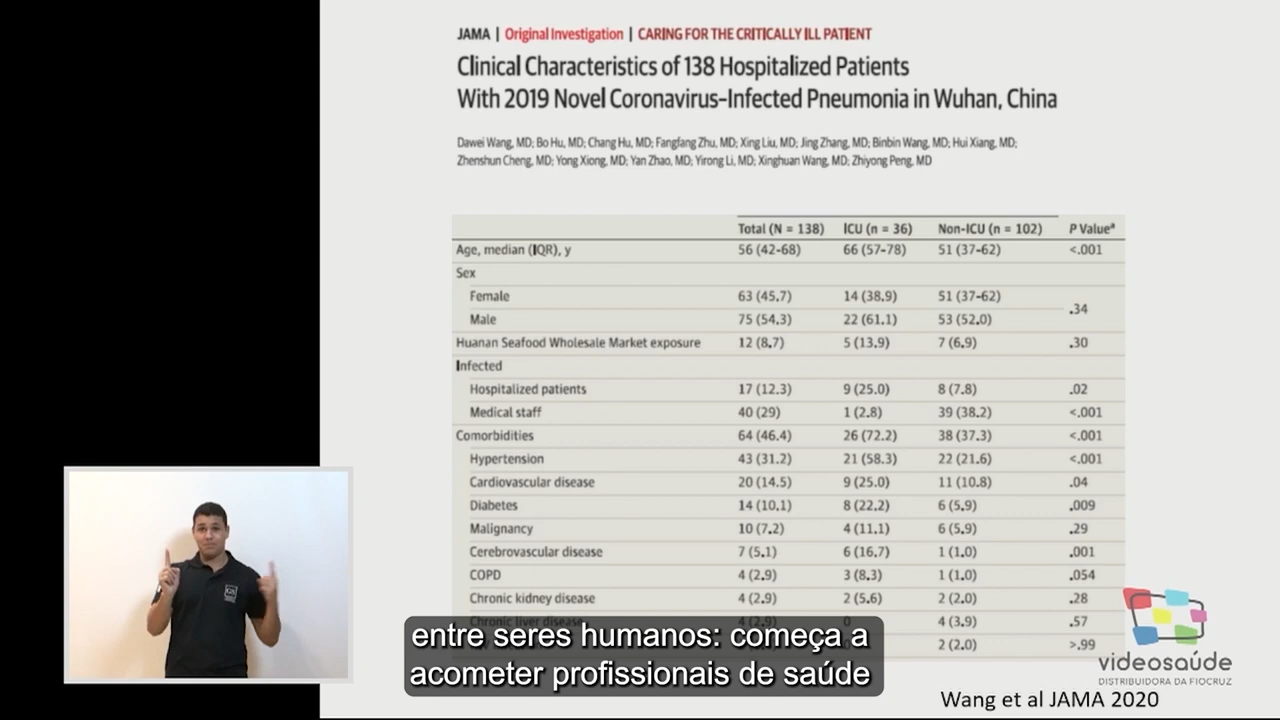 JAMA | Original Investigation | CARING FOR THE CRITICALLY ILL PATIENT
Clinical Characteristics of 138 Hospitalized Patients
With 2019 Novel Coronavirus–Infected Pneumonia in Wuhan, China
Dawei Wang, MD; Bo Hu, MD; Chang Hu, MD; Fangfang Zhu, MD; Xing Liu, MD; Jing Zhang, MD; Binbin Wang, MD; Hui Xiang, MD;
Zhenshun Cheng, MD; Yong Xiong, MD; Yan Zhao, MD; Yirong Li, MD; Xinghuan Wang, MD; Zhiyong Peng, MD
Total (N = 138) ICU (n = 36) Non-ICU (n = 102) P Valueª
Age, median (IQR), y 56 (42-68) 66 (57-78) 51 (37-62) <.001
Sex
Female 63 (45.7) 14 (38.9) 51 (37-62)
.34
Male 75 (54.3) 22 (61.1) 53 (52.0)
Huanan Seafood Wholesale Market exposure 12 (8.7) 5 (13.9) 7 (6.9) .30
Infected
Hospitalized patients 17 (12.3) 9 (25.0) 8 (7.8) .02
Medical staff 40 (29) 1 (2.8) 39 (38.2) <.001
Comorbidities 64 (46.4) 26 (72.2) 38 (37.3) <.001
Hypertension 43 (31.2) 21 (58.3) 22 (21.6) <.001
Cardiovascular disease 20 (14.5) 9 (25.0) 11 (10.8) .04
Diabetes 14 (10.1) 8 (22.2) 6 (5.9) .009
Malignancy 10 (7.2) 4 (11.1) 6 (5.9) .29
Cerebrovascular disease 7 (5.1) 6 (16.7) 1 (1.0) .001
COPD 4 (2.9) 3 (8.3) 1 (1.0) .054
Chronic kidney disease 4 (2.9) 2 (5.6) 2 (2.0) .28
Chronic liver disease 4 (2.9) 0 4 (3.9) .57
2 (2.0) >.99
entre seres humanos: começa a
acometer profissionais de saúde
videosaúde
DISTRIBUIDORA DA FIOCRUZ
Wang et al JAMA 2020